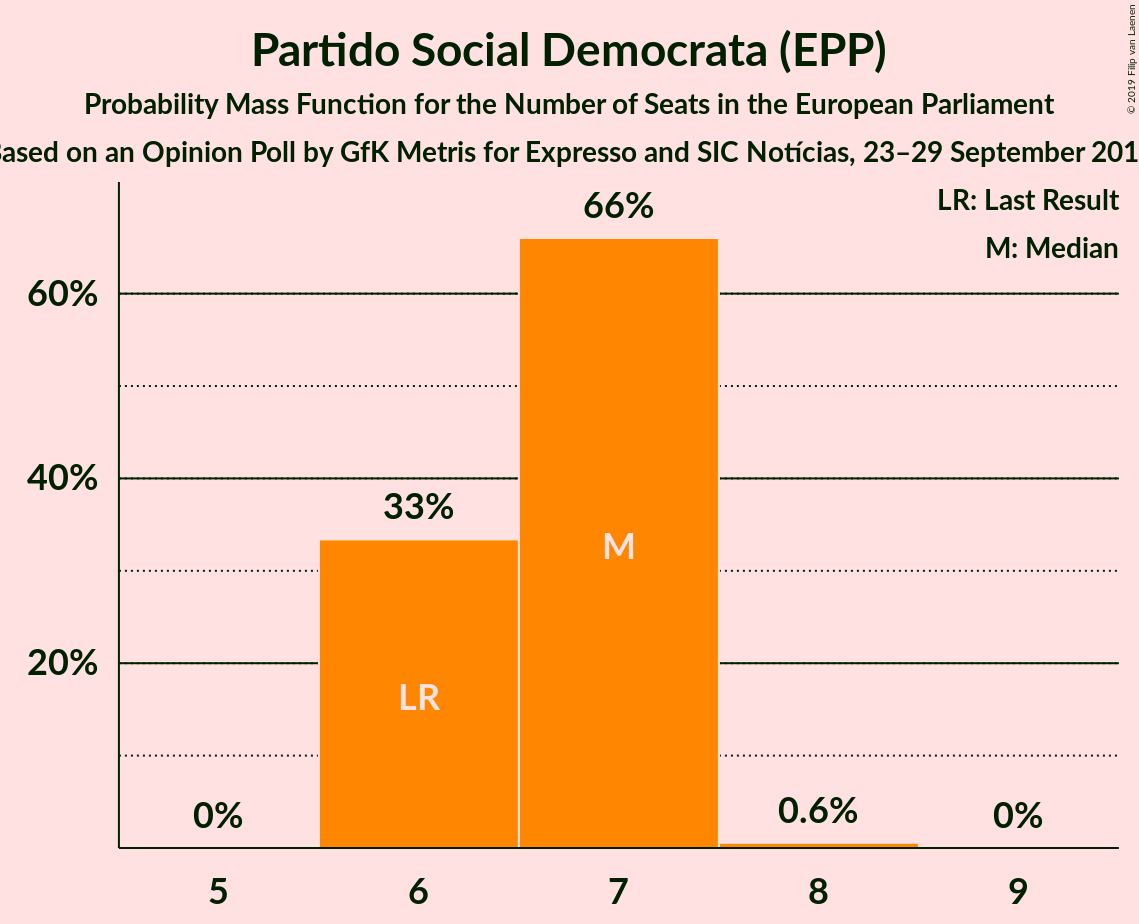 Partido Social Democrata (EPP)
Probability Mass Function for the Number of Seats in the European Parliament
Based on an Opinion Poll by GfK Metris for Expresso and SIC Notícias, 23–29 September 201
© 2019 Filip van Laenen
LR: Last Result
M: Median
66%
60%
40%
33%
M
20%
LR
0%
0.6%
0%
5 6 7 8 9